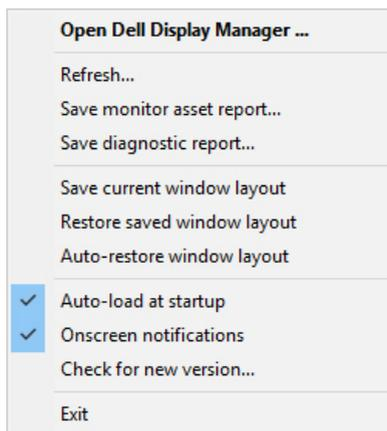 Open Dell Display Manager ...
Refresh...
Save monitor asset report...
Save diagnostic report...
Save current window layout
Restore saved window layout
Auto-restore window layout
Auto-load at startup
Onscreen notifications
Check for new version...
Exit